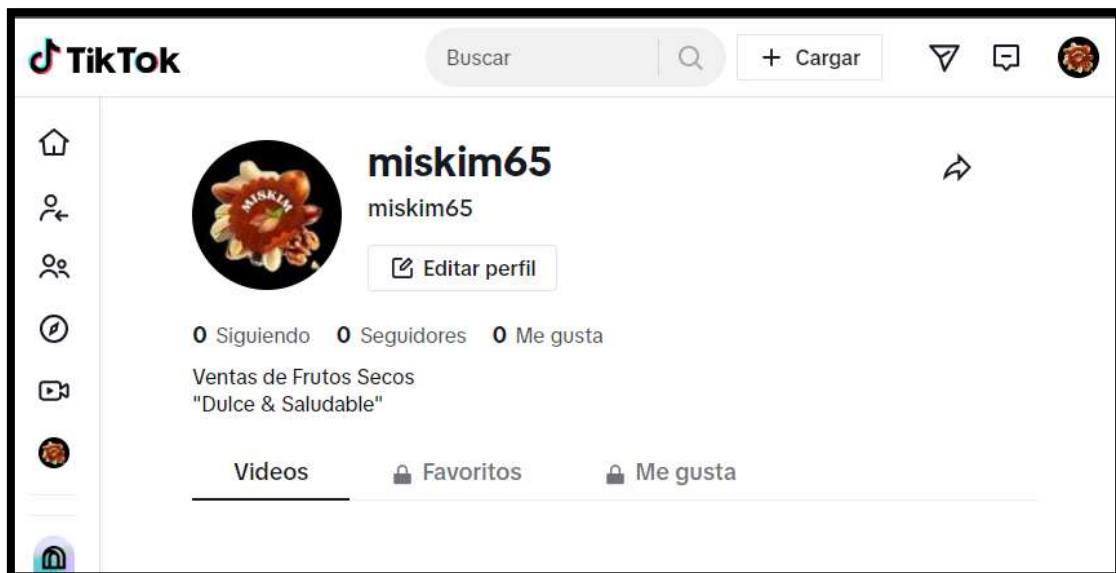 TikTok
Buscar
+ Cargar
miskim65
miskim65
MISKIM
Editar perfil
0 Siguiendo 0 Seguidores 0 Me gusta
Ventas de Frutos Secos
"Dulce & Saludable"
Videos Favoritos Me gusta